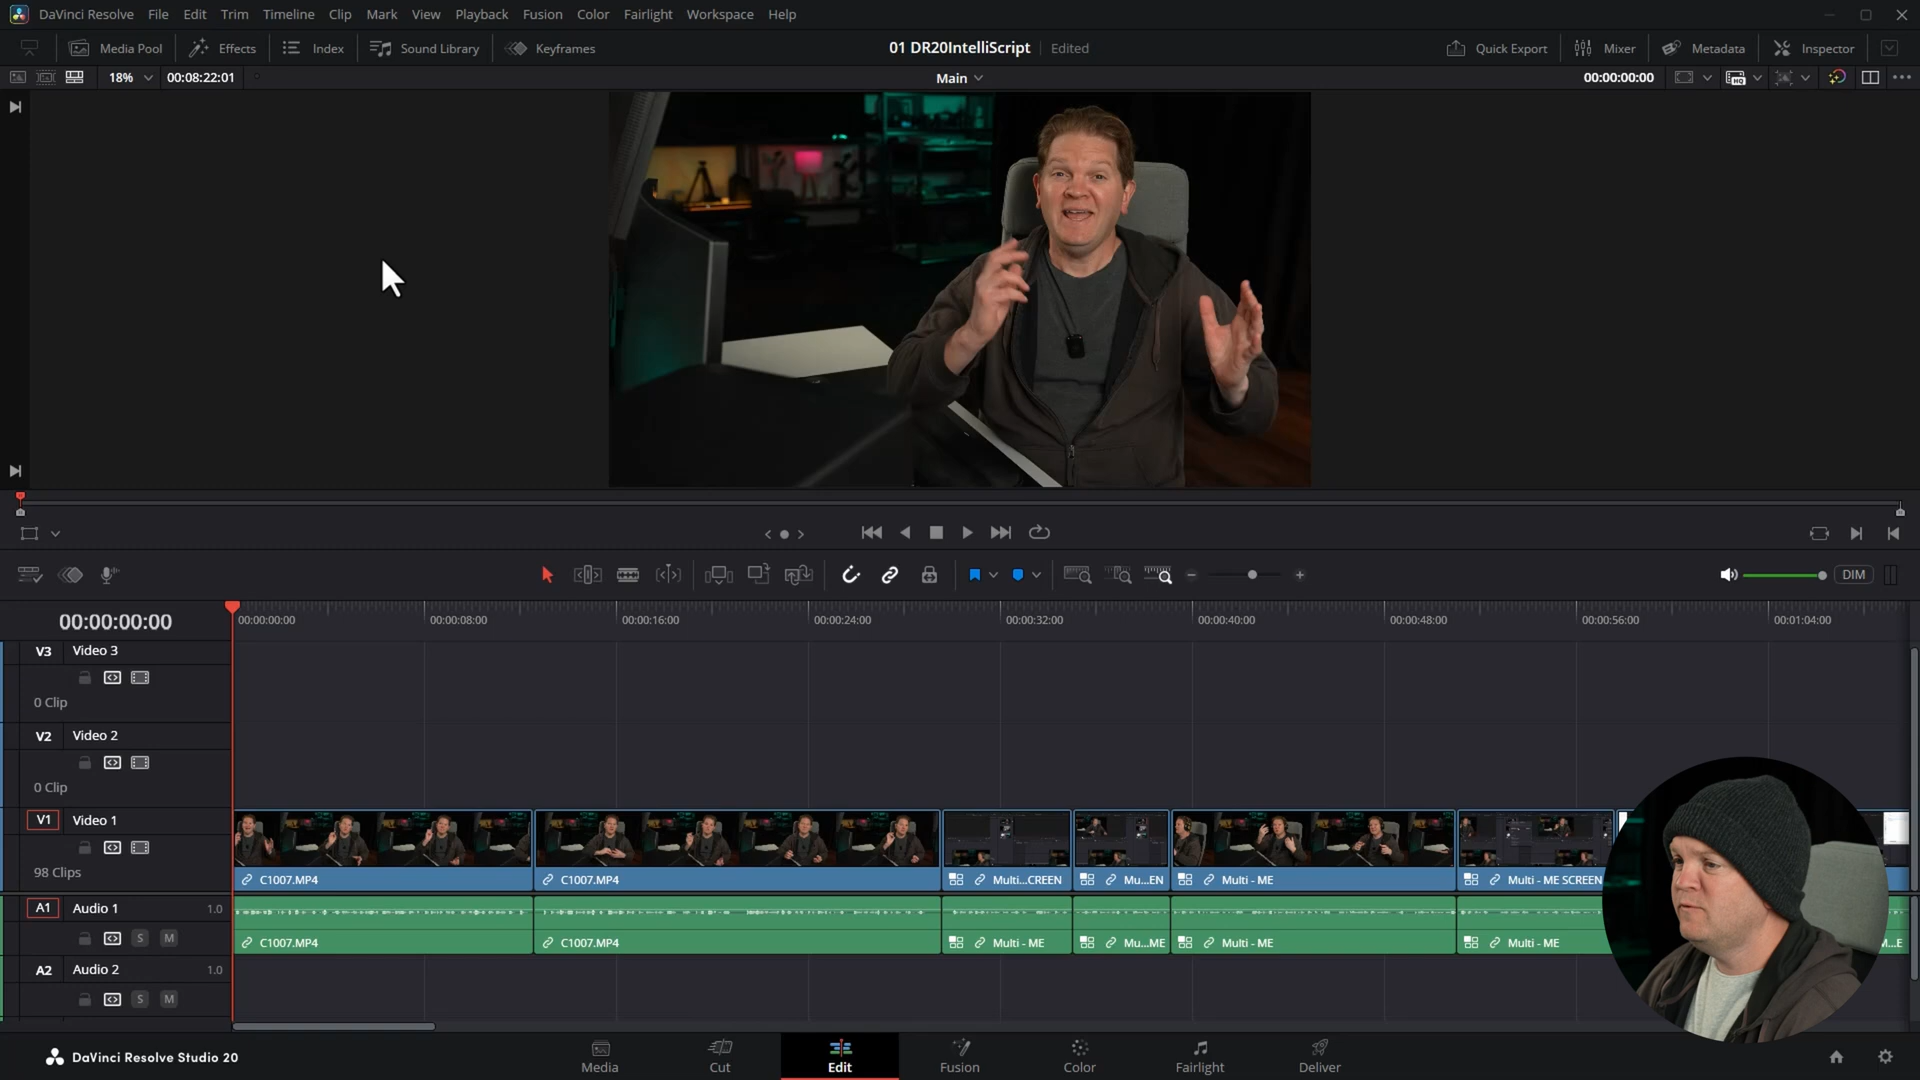 DaVinci Resolve File Edit Trim Timeline Clip Mark View Playback Fusion Color Fairlight Workspace Help
Media Pool Effects Index Sound Library Keyframes 01 DR20IntelliScript Edited Quick Export Mixer Metadata Inspector
18% 00:08:22:01 Main 00:00:00:00
DIM
00:00:00:00 00:00:00:00 00:00:08:00 00:00:16:00 00:00:24:00 00:00:32:00 00:00:40:00 00:00:48:00 00:00:56:00 00:01:04:00
V3 Video 3
0 Clip
V2 Video 2
0 Clip
V1 Video 1
98 Clips
C1007.MP4 C1007.MP4 Multi...CREEN Mu...EN Multi - ME Multi - ME SCREEN
A1 Audio 1 1.0
S M
C1007.MP4 C1007.MP4 Multi - ME Mu...ME Multi - ME Multi - ME M...E
A2 Audio 2 1.0
S M
DaVinci Resolve Studio 20
Media Cut Edit Fusion Color Fairlight Deliver